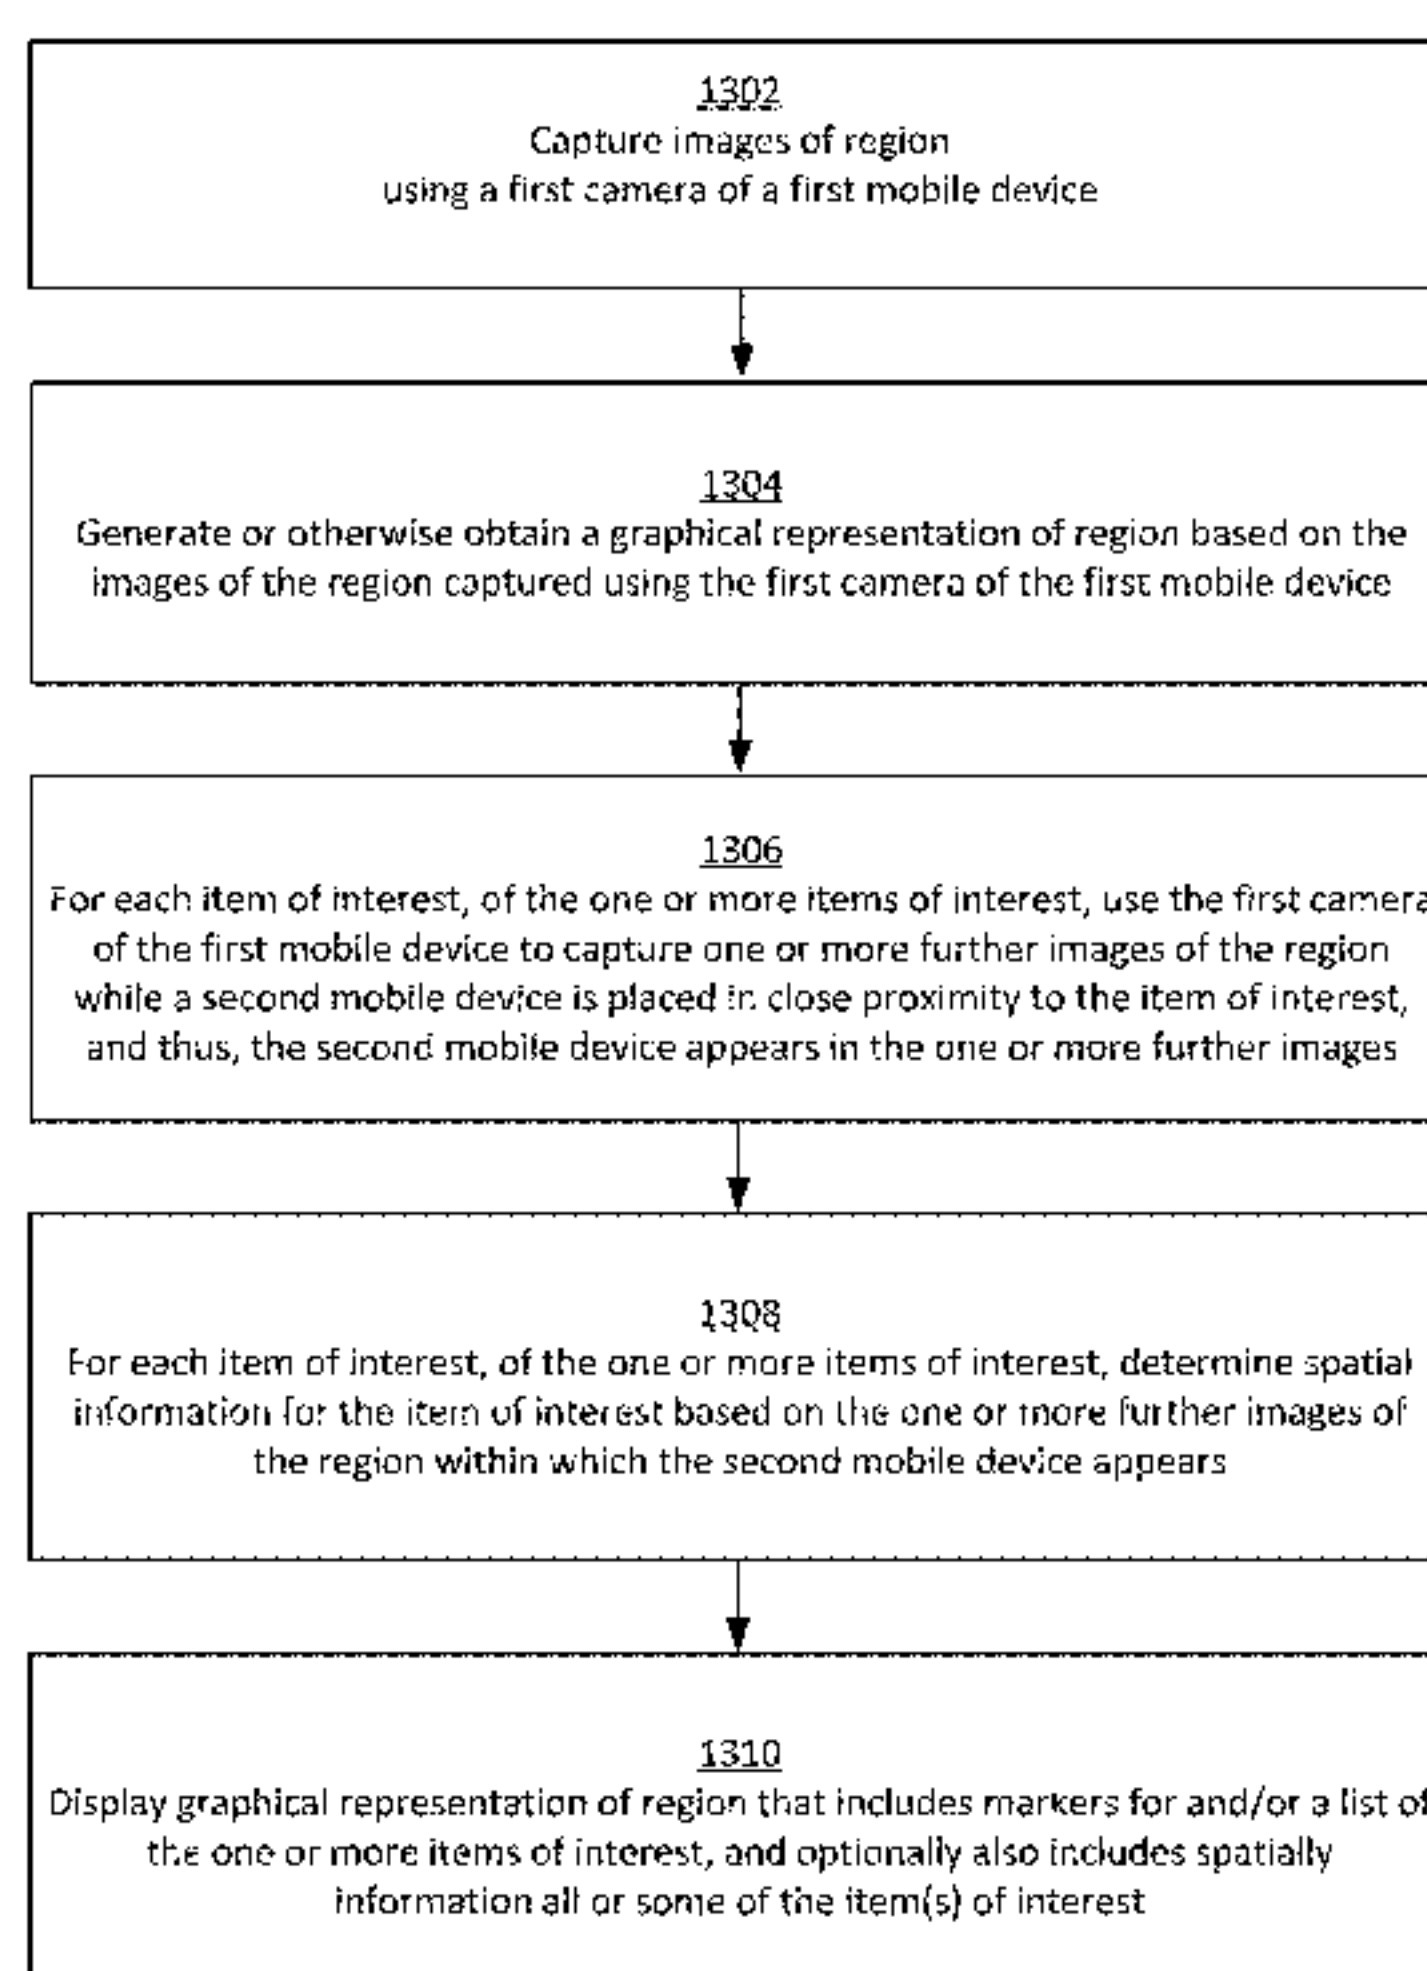 1302
Capture images of region
using a first camera of a first mobile device
1304
Generate or otherwise obtain a graphical representation of region based on the
images of the region captured using the first camera of the first mobile device
1306
For each item of interest, of the one or more items of interest, use the first camera
of the first mobile device to capture one or more further images of the region
while a second mobile device is placed in close proximity to the item of interest,
and thus, the second mobile device appears in the one or more further images
1308
For each item of interest, of the one or more items of interest, determine spatial
information for the item of interest based on the one or more further images of
the region within which the second mobile device appears
1310
Display graphical representation of region that includes markers for and/or a list of
the one or more items of interest, and optionally also includes spatially
information all or some of the item(s) of interest